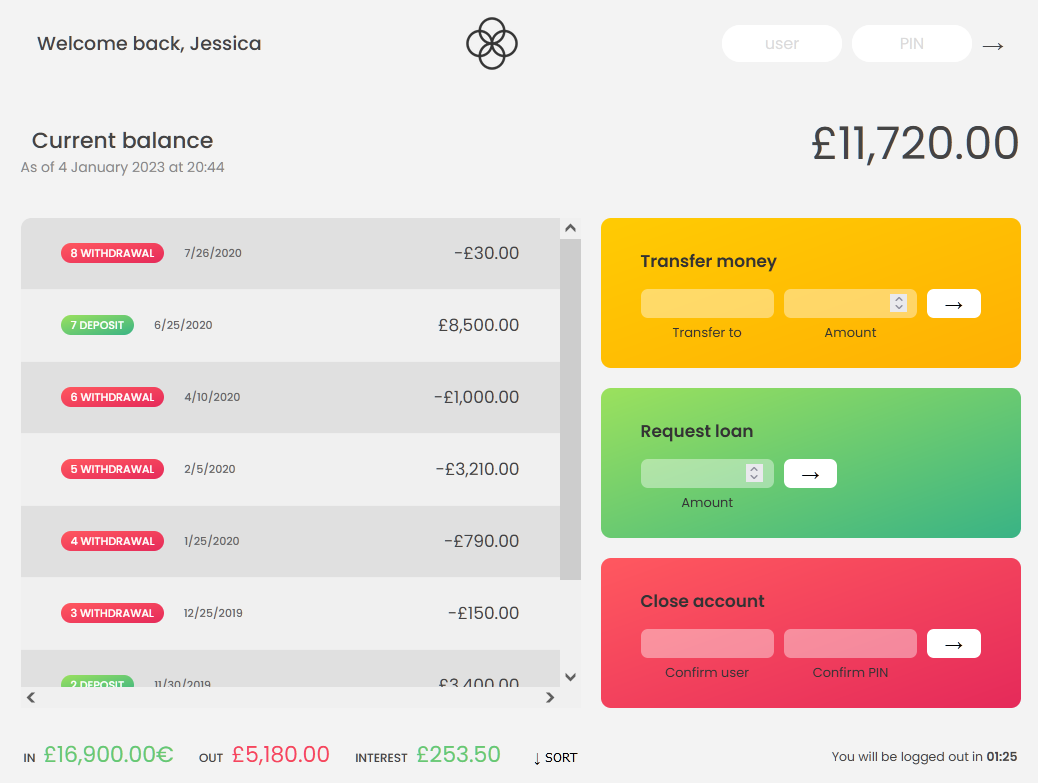 Welcome back, Jessica
user
PIN
→
Current balance
As of 4 January 2023 at 20:44
£11,720.00
8 WITHDRAWAL 7/26/2020 -£30.00
7 DEPOSIT 6/25/2020 £8,500.00
6 WITHDRAWAL 4/10/2020 -£1,000.00
5 WITHDRAWAL 2/5/2020 -£3,210.00
4 WITHDRAWAL 1/25/2020 -£790.00
3 WITHDRAWAL 12/25/2019 -£150.00
2 DEPOSIT 11/30/2019 £3,400.00
Transfer money
→
Transfer to Amount
Request loan
→
Amount
Close account
→
Confirm user Confirm PIN
IN £16,900.00€ OUT £5,180.00 INTEREST £253.50 ↓ SORT
You will be logged out in 01:25